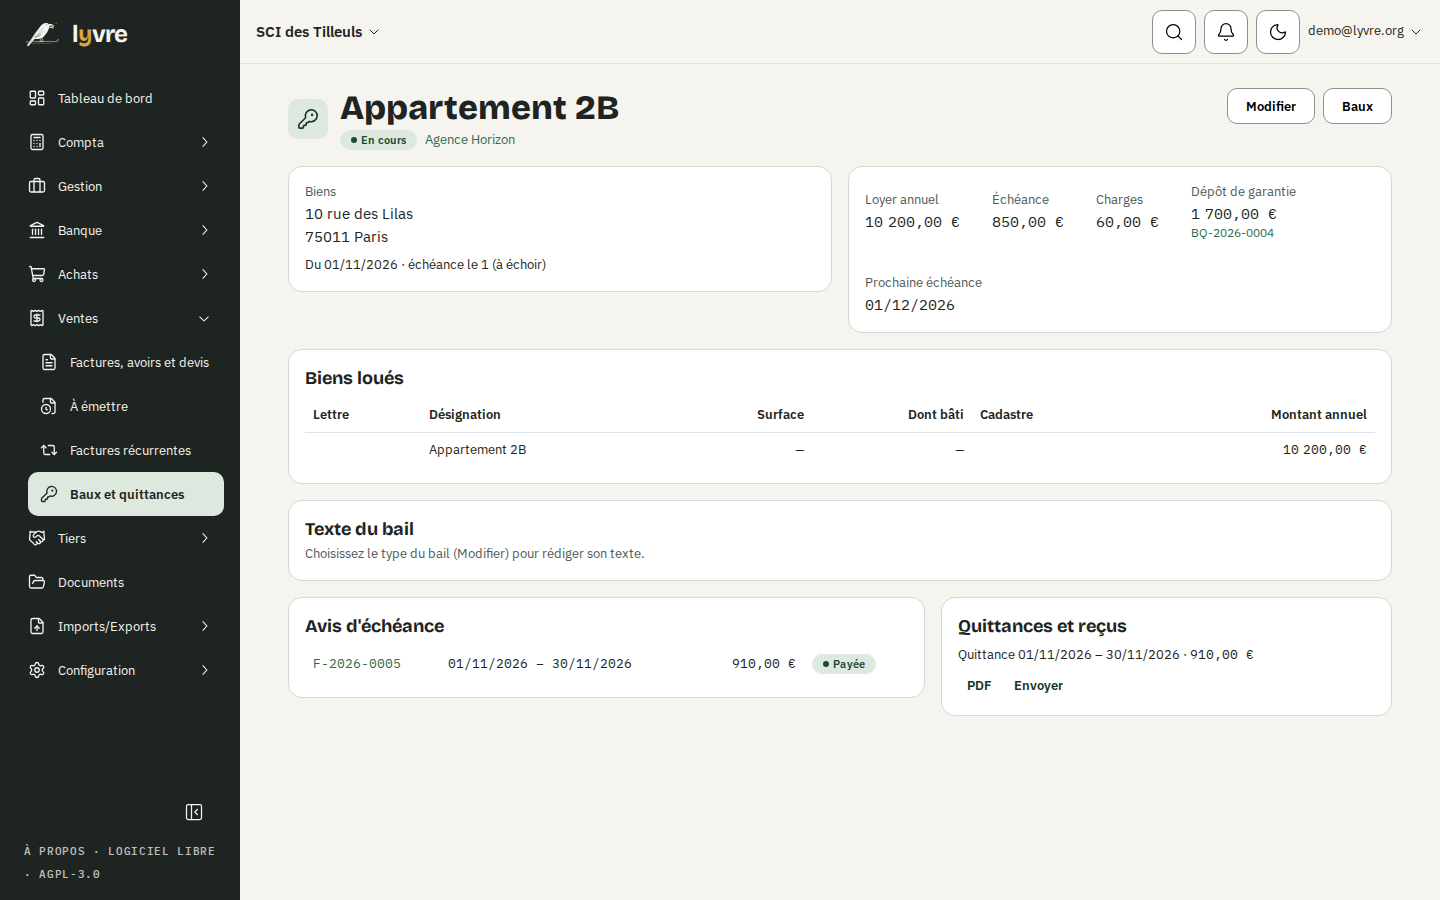 lyvre
Tableau de bord
Compta
Gestion
Banque
Achats
Ventes
Factures, avoirs et devis
À émettre
Factures récurrentes
Baux et quittances
Tiers
Documents
Imports/Exports
Configuration
À PROPOS · LOGICIEL LIBRE
· AGPL-3.0
SCI des Tilleuls
demo@lyvre.org
Appartement 2B
En cours Agence Horizon
Modifier Baux
Biens
10 rue des Lilas
75011 Paris
Du 01/11/2026 · échéance le 1 (à échoir)
Loyer annuel
10 200,00 €
Échéance
850,00 €
Charges
60,00 €
Dépôt de garantie
1 700,00 €
BQ-2026-0004
Prochaine échéance
01/12/2026
Biens loués
Lettre Désignation Surface Dont bâti Cadastre Montant annuel
Appartement 2B – – 10 200,00 €
Texte du bail
Choisissez le type du bail (Modifier) pour rédiger son texte.
Avis d'échéance
F-2026-0005 01/11/2026 – 30/11/2026 910,00 € Payée
Quittances et reçus
Quittance 01/11/2026 – 30/11/2026 · 910,00 €
PDF Envoyer